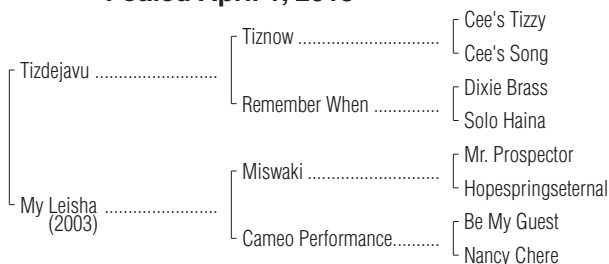 Foaled April 1,
Cee's Tizzy
Tiznow ..............................
Cee's Song
Tizdejavu ..........................
Dixie Brass
Remember When ..............
Solo Haina
Mr. Prospector
Miswaki ............................
Hopespringseternal
My Leisha ........................
(2003)
Be My Guest
Cameo Performance..........
Nancy Chere